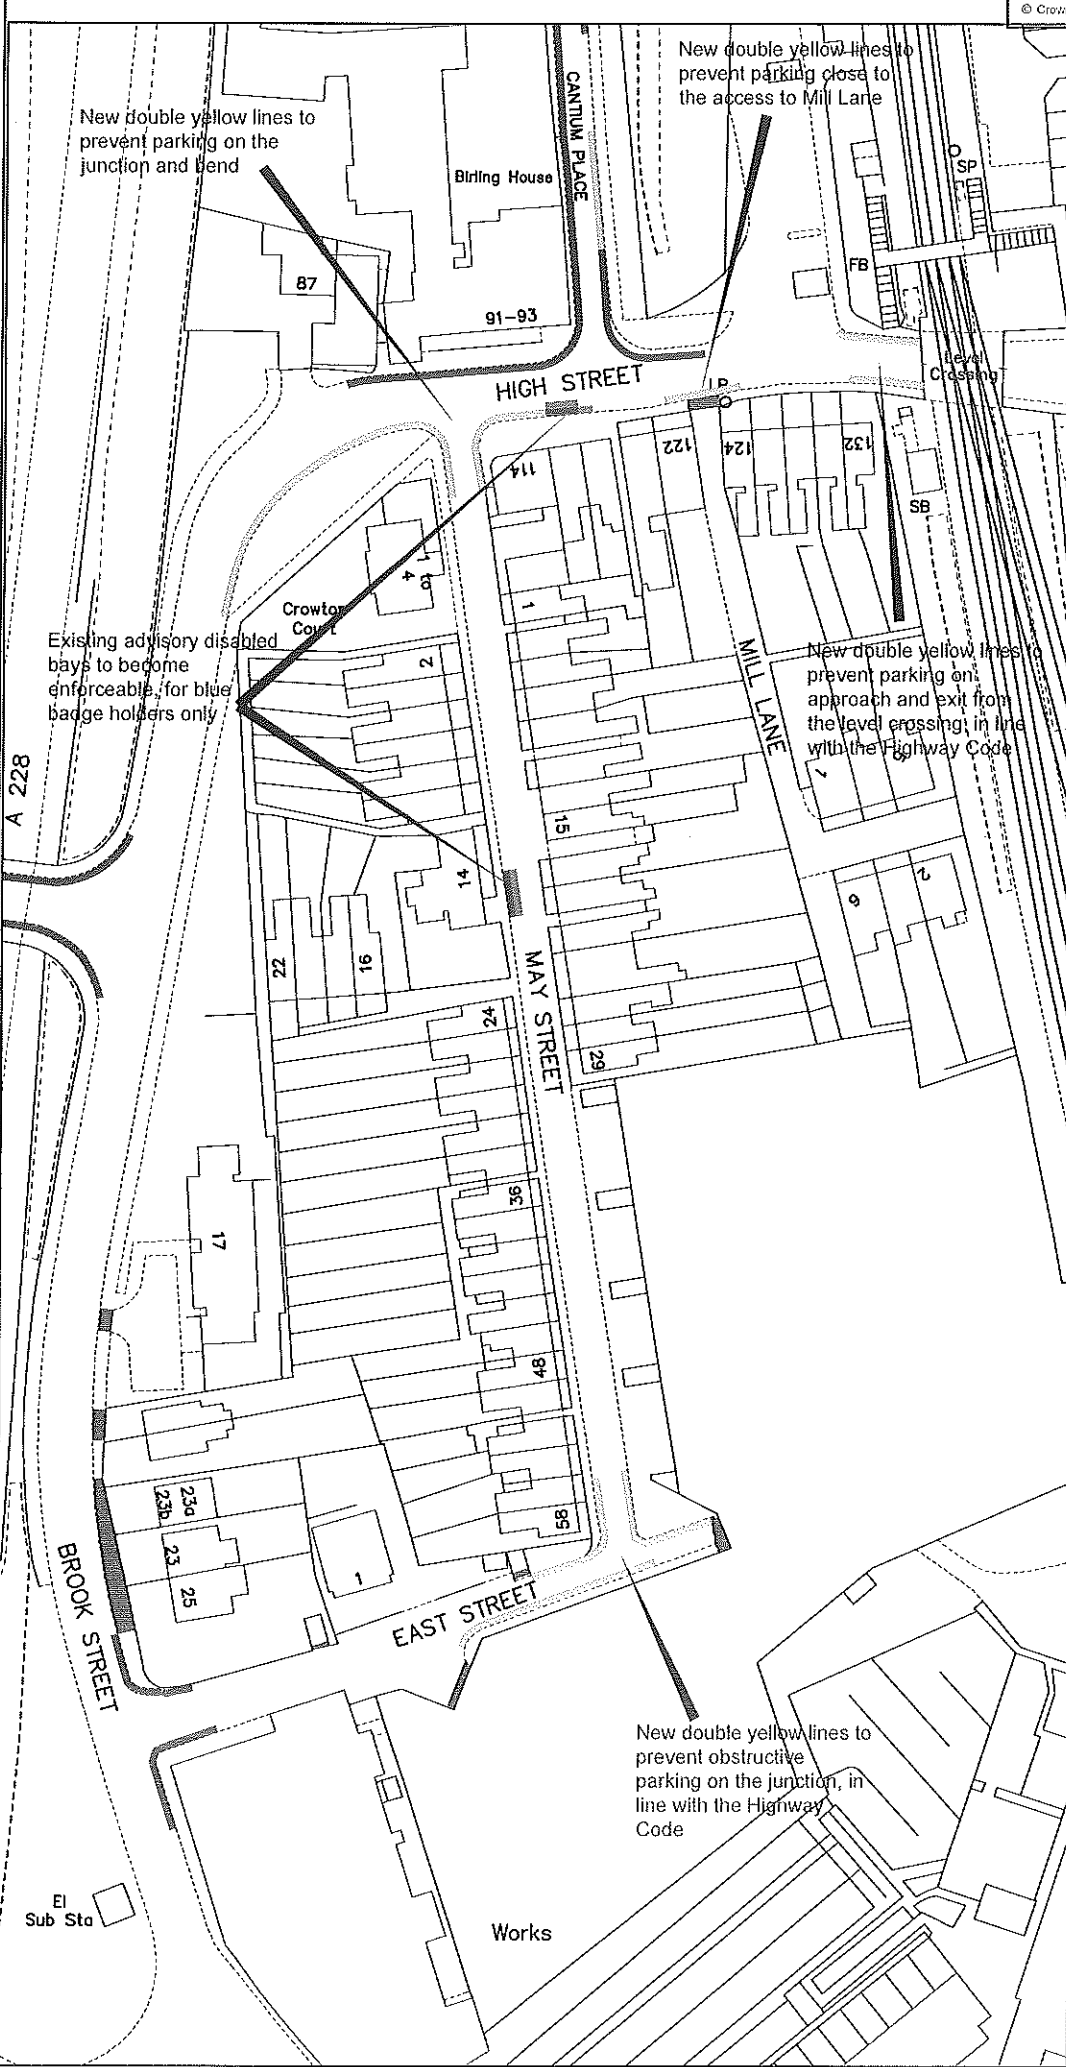 © Crow
New double yellow lines to
prevent parking close to
the access to Mill Lane
New double yellow lines to
prevent parking on the
junction and bend
CANTIUM PLACE
Birling House
SP
FB
87
91-93
HIGH STREET
LP
Level
Crossing
114
122
124
132
SB
1 to
4
Crowton
Court
1
2
Existing advisory disabled
bays to become
enforceable, for blue
badge holders only
MILL LANE
New double yellow lines to
prevent parking on
approach and exit from
the level crossing, in line
with the Highway Code
1
A 228
15
14
6
2
22
16
MAY STREET
24
29
36
17
48
23a
23b
58
23
25
1
BROOK STREET
EAST STREET
New double yellow lines to
prevent obstructive
parking on the junction, in
line with the Highway
Code
El
Sub Sta
Works